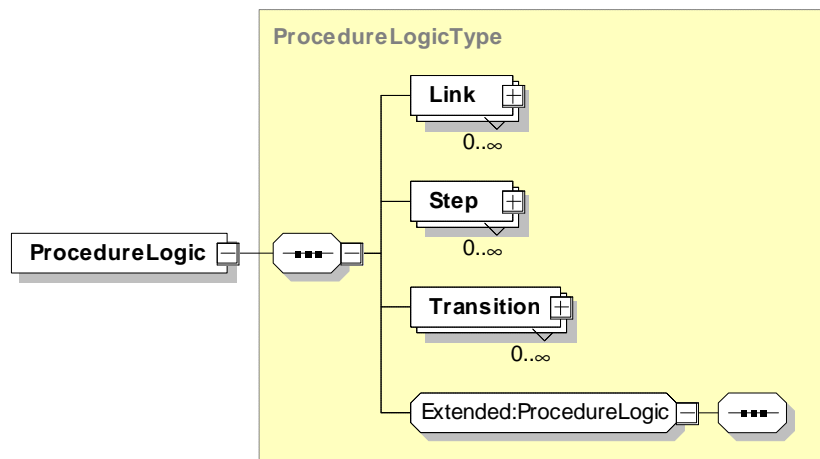 ProcedureLogicType
Link
0..∞
Step
0..∞
ProcedureLogic
Transition
0..∞
Extended:ProcedureLogic